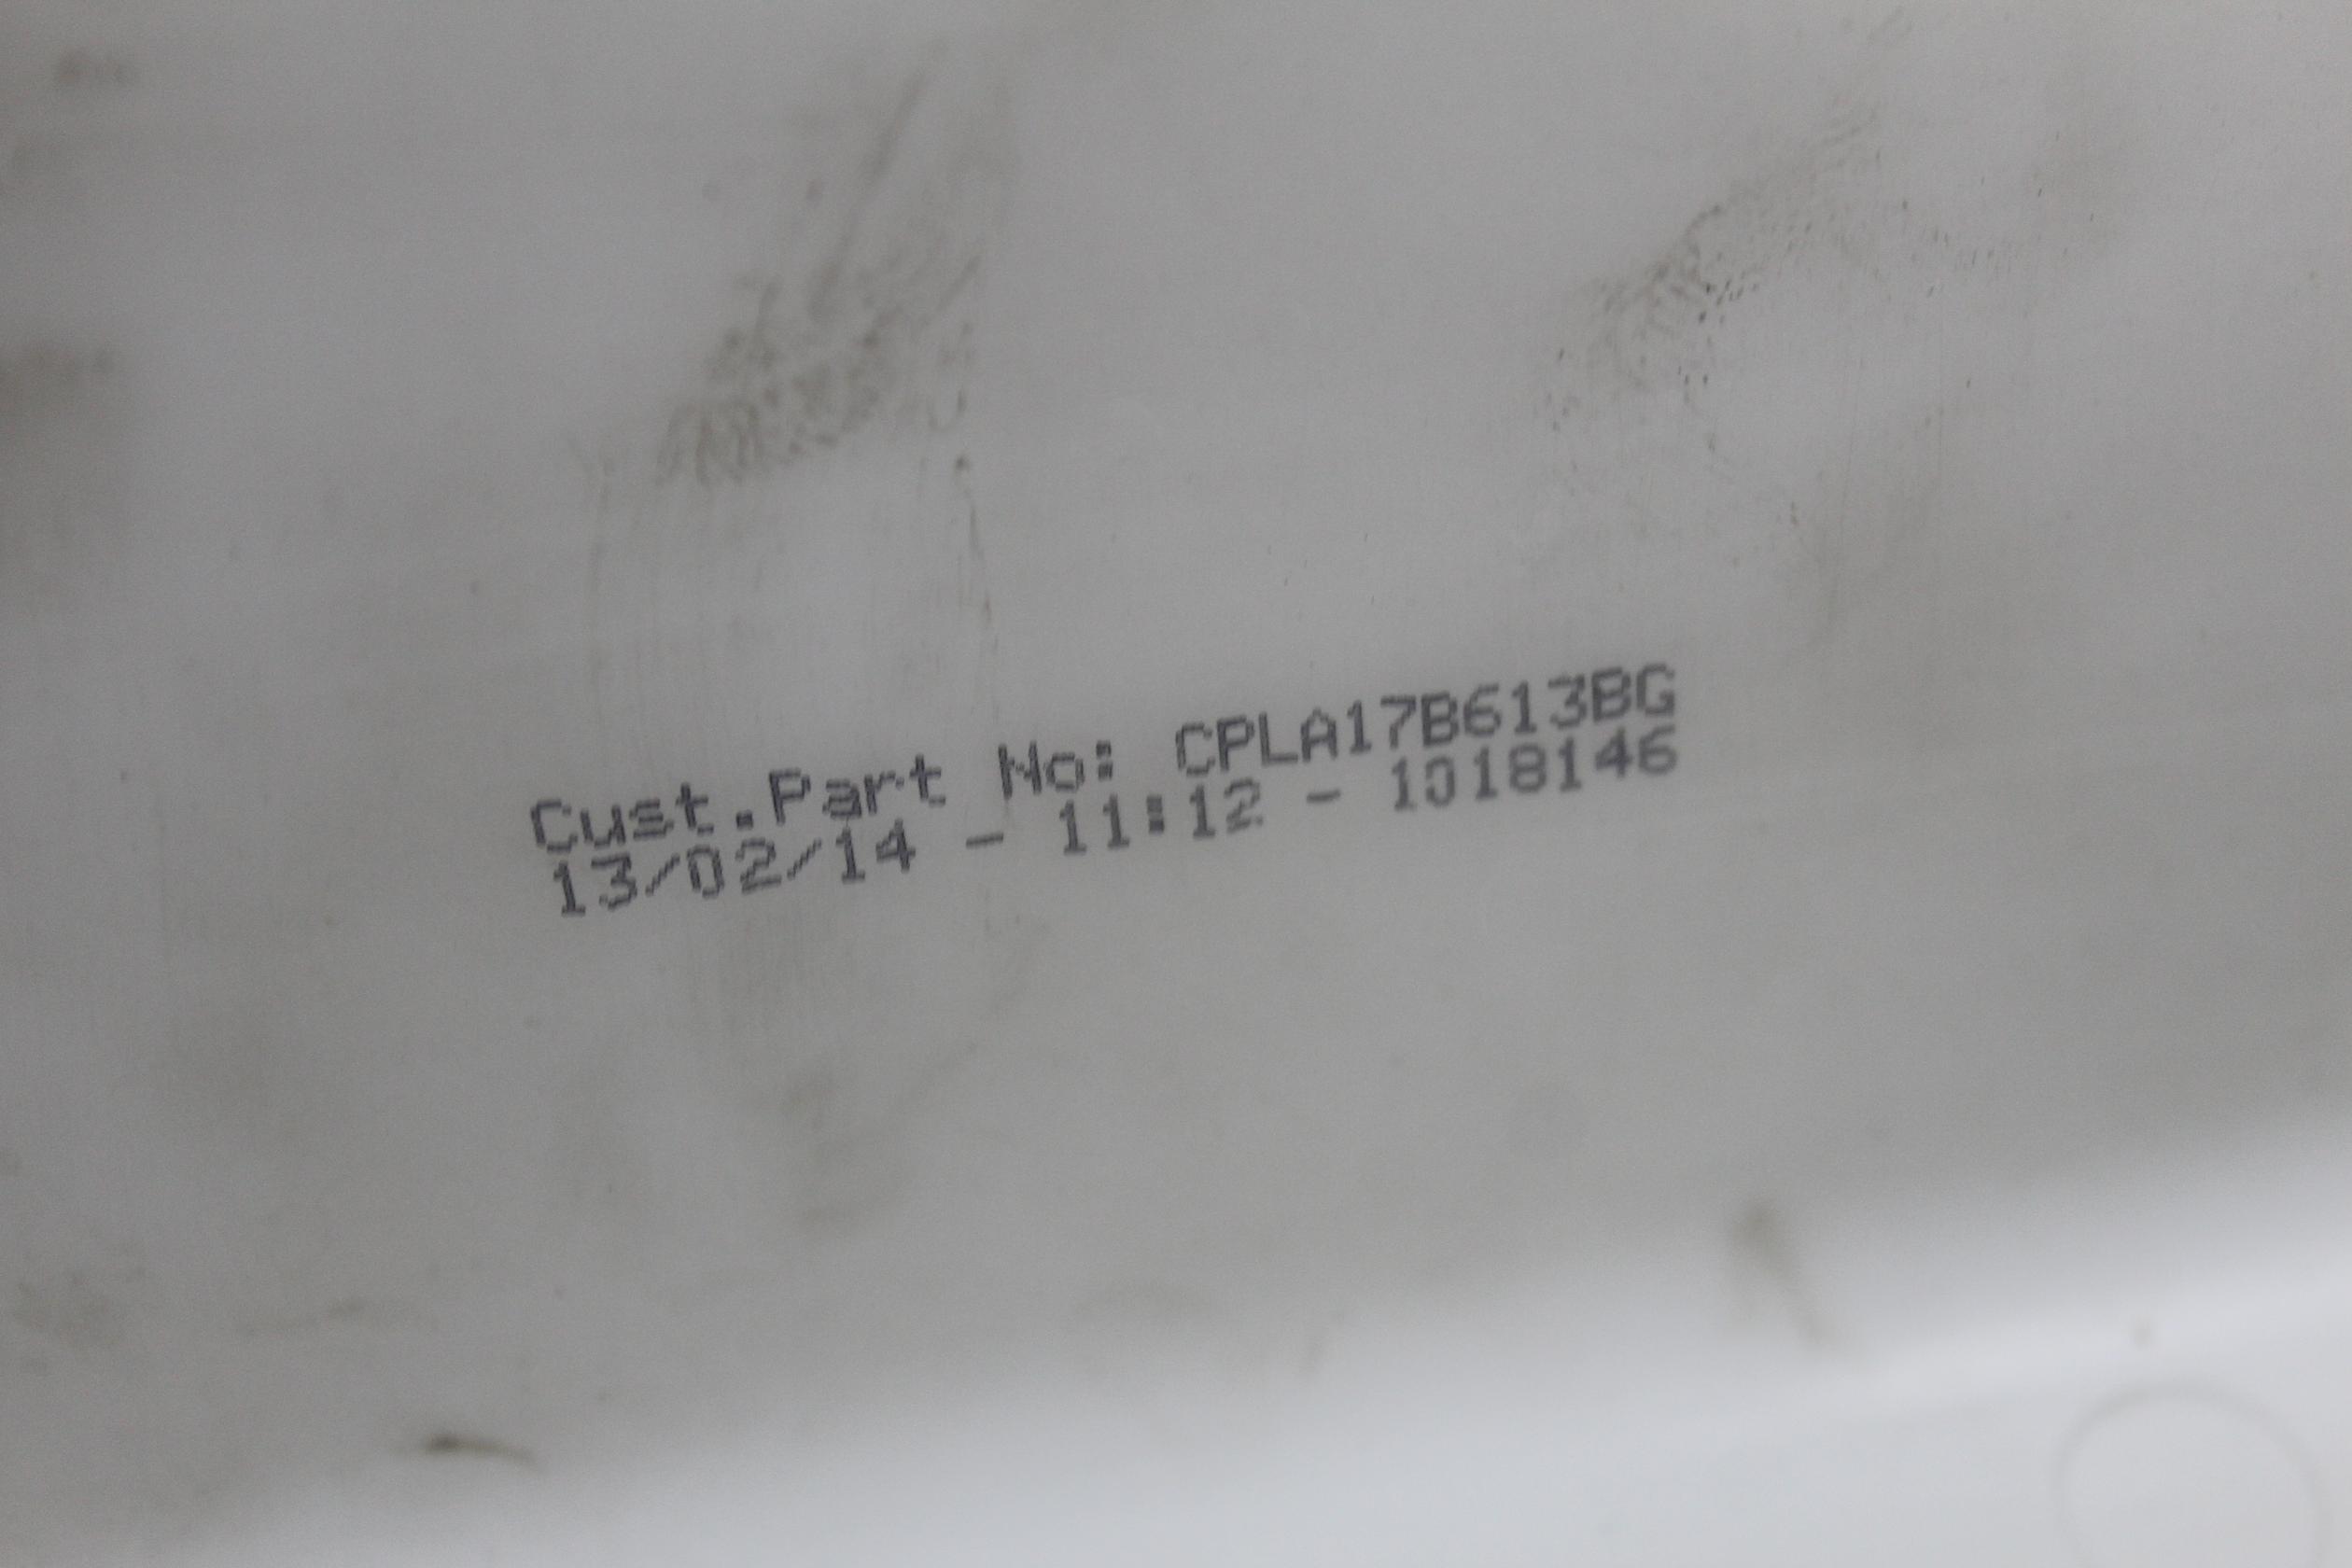 Cust.Part No: CPLA17B613BG
13/02/14 - 11:12 - 1018146